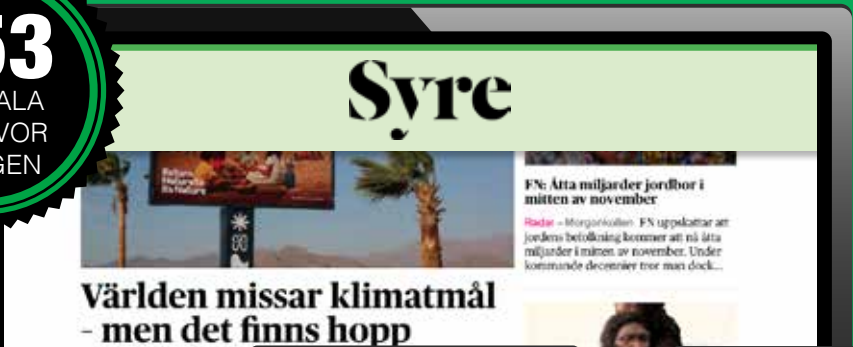 53
ALA
VOR
GEN
Syre
FN: Åtta miljarder jordbor i
mitten av november
Radar – Morgonkollen FN uppskattar att
jordens befolkning kommer att nå åtta
miljarder i mitten av november. Under
kommande decennier tror man dock...
Världen missar klimatmål
– men det finns hopp